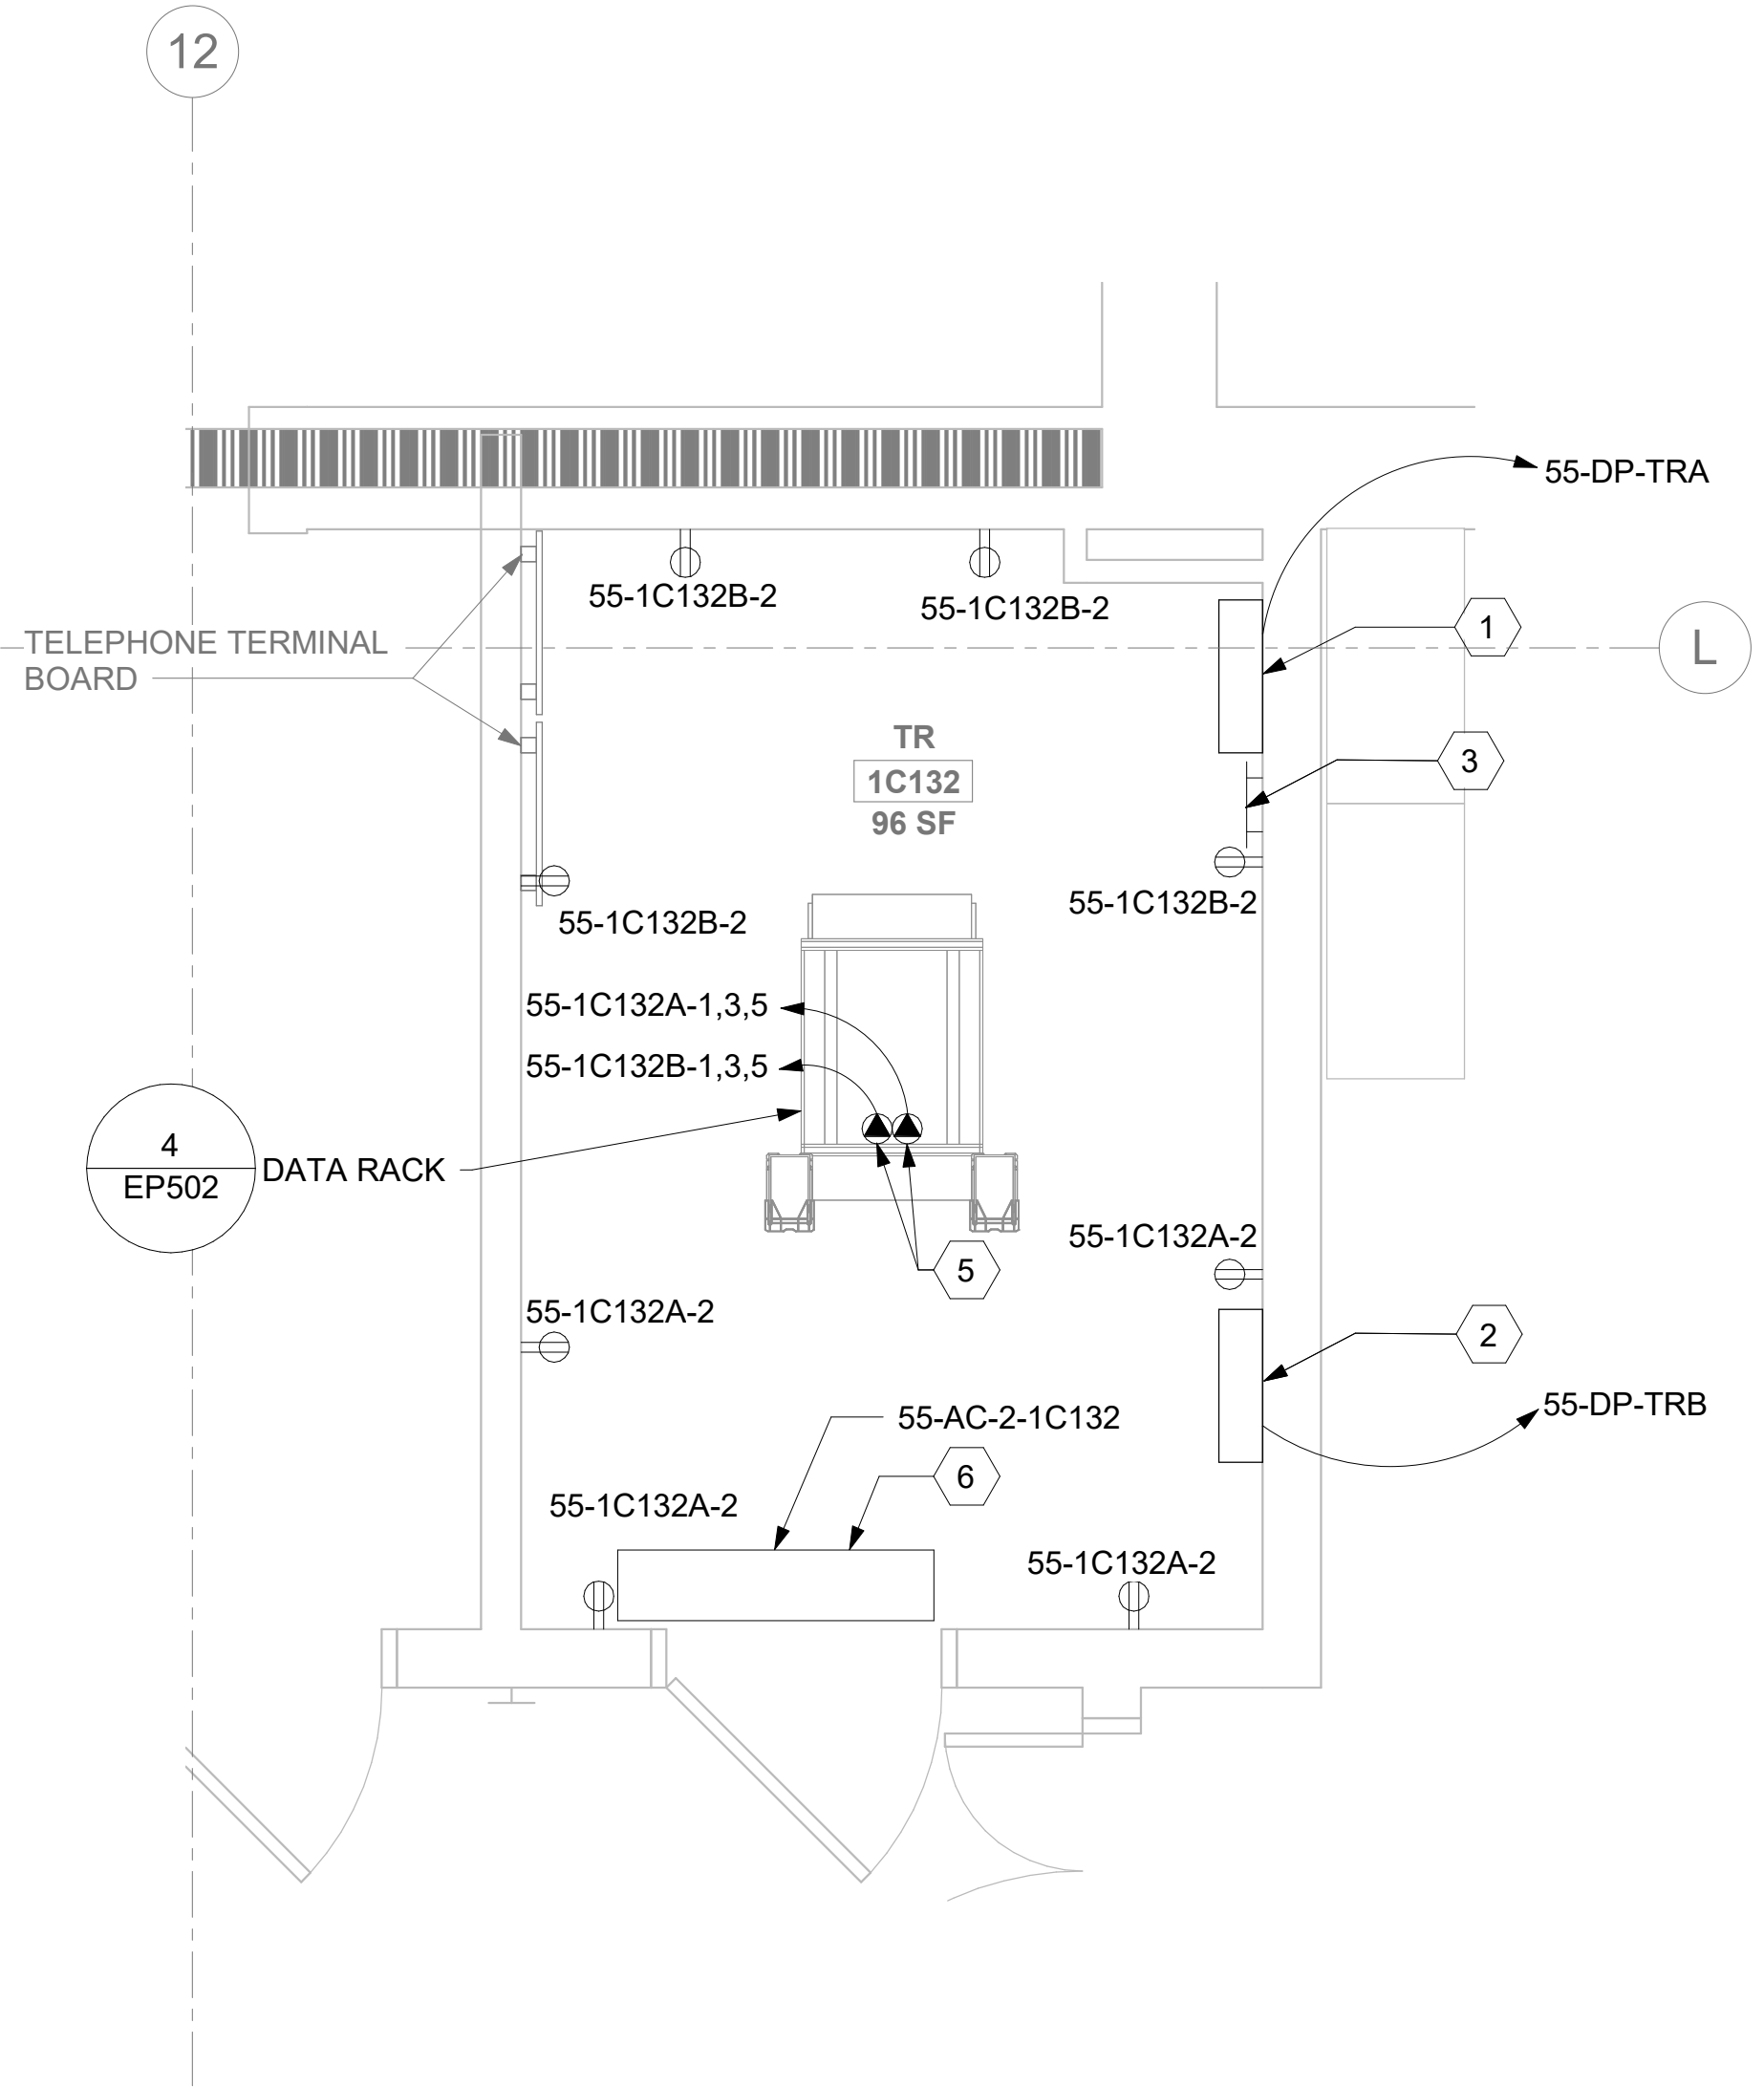 12
55-DP-TRA
55-1C132B-2
55-1C132B-2
1
TELEPHONE TERMINAL
BOARD
L
TR
1C132
96 SF
3
55-1C132B-2
55-1C132B-2
55-1C132A-1,3,5
55-1C132B-1,3,5
4
EP502
DATA RACK
55-1C132A-2
5
55-1C132A-2
2
55-DP-TRB
55-AC-2-1C132
6
55-1C132A-2
55-1C132A-2